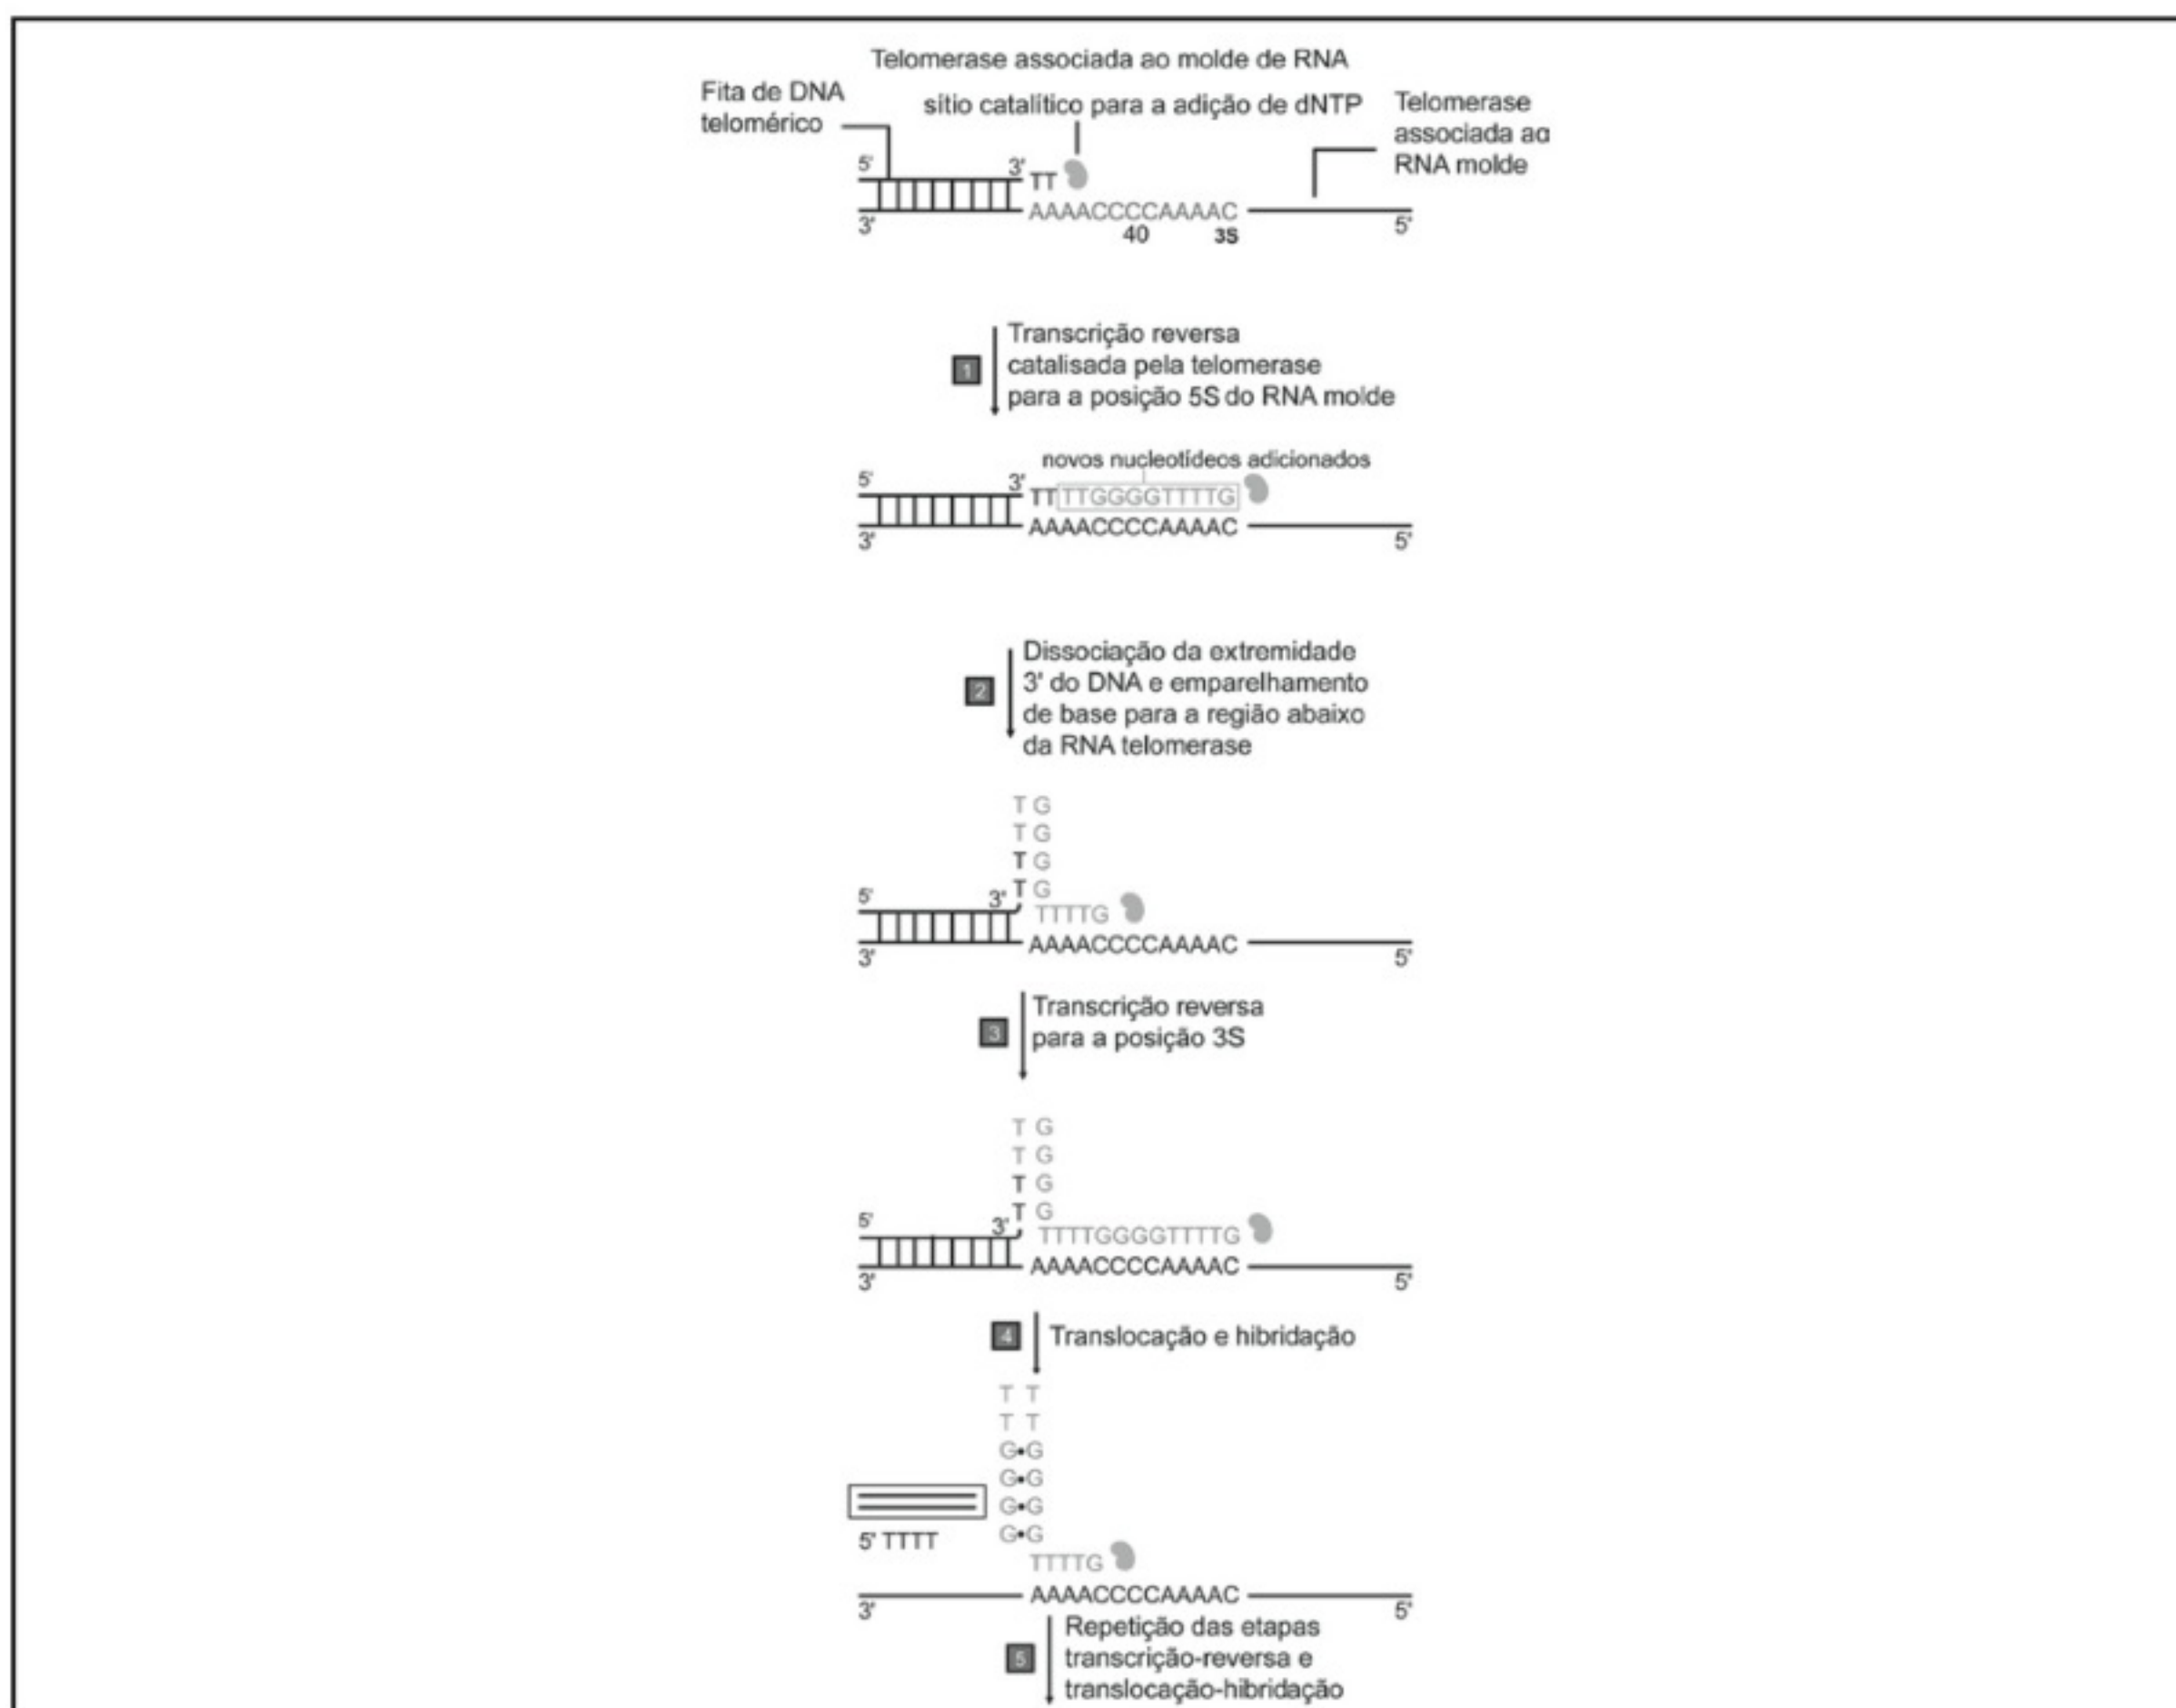 Telomerase associada ao molde de RNA
Fita de DNA
telomérico
sítio catalítico para a adição de dNTP
Telomerase
associada ao
RNA molde
5' 3' TT
AAAACCCCAAAAC
3' 40 3S 5'
1
Transcrição reversa
catalisada pela telomerase
para a posição 5S do RNA molde
novos nucleotídeos adicionados
5' 3' TTTTGGGGTTTTG
AAAACCCCAAAAC
3' 5'
2
Dissociação da extremidade
3' do DNA e emparelhamento
de base para a região abaixo
da RNA telomerase
T G
T G
T G
T G
5' 3' TTTTG
AAAACCCCAAAAC
3' 5'
3
Transcrição reversa
para a posição 3S
T G
T G
T G
T G
5' 3' TTTTGGGGTTTTG
AAAACCCCAAAAC
3' 5'
4
Translocação e hibridação
T T
T T
G•G
G•G
G•G
G•G
5' TTTT
TTTTG
AAAACCCCAAAAC
3' 5'
5
Repetição das etapas
transcrição-reversa e
translocação-hibridação